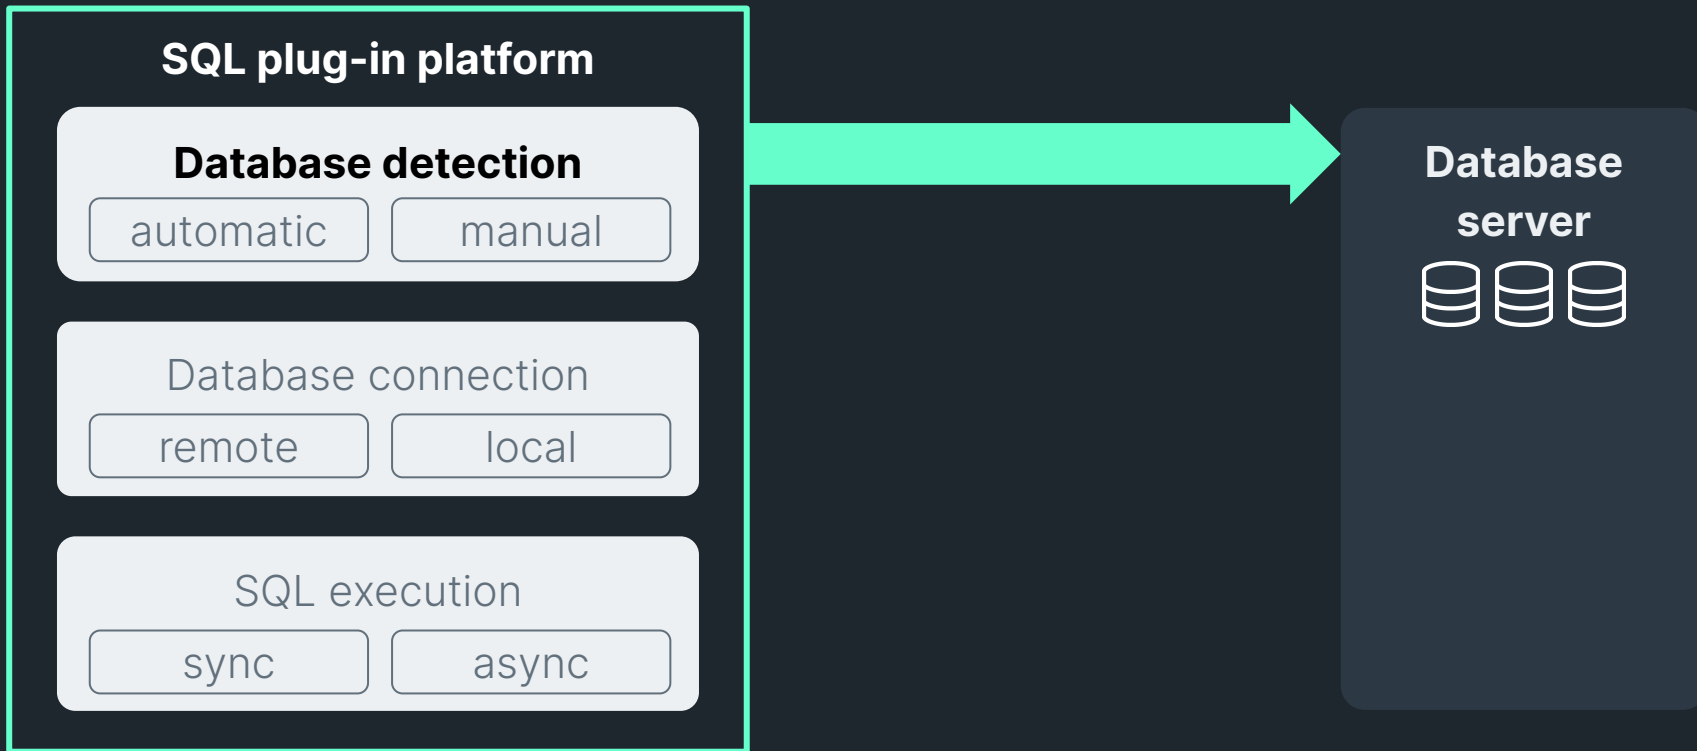 SQL plug-in platform
Database detection
automatic
manual
Database connection
remote
local
SQL execution
sync
async
Database
server